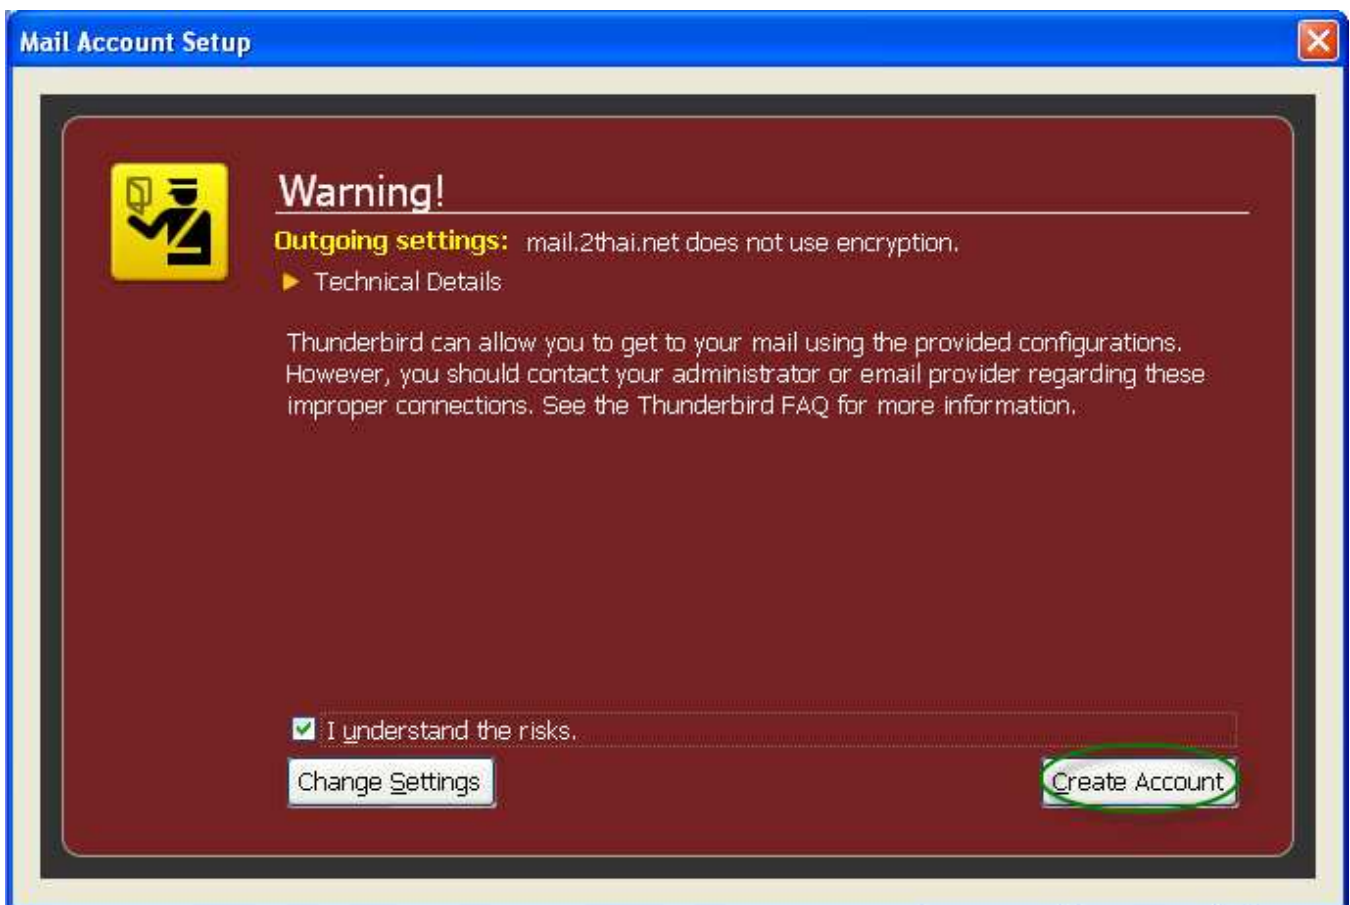 Mail Account Setup
Warning!
Outgoing settings: mail.2thai.net does not use encryption.
Technical Details
Thunderbird can allow you to get to your mail using the provided configurations.
However, you should contact your administrator or email provider regarding these
improper connections. See the Thunderbird FAQ for more information.
I understand the risks.
Change Settings
Create Account